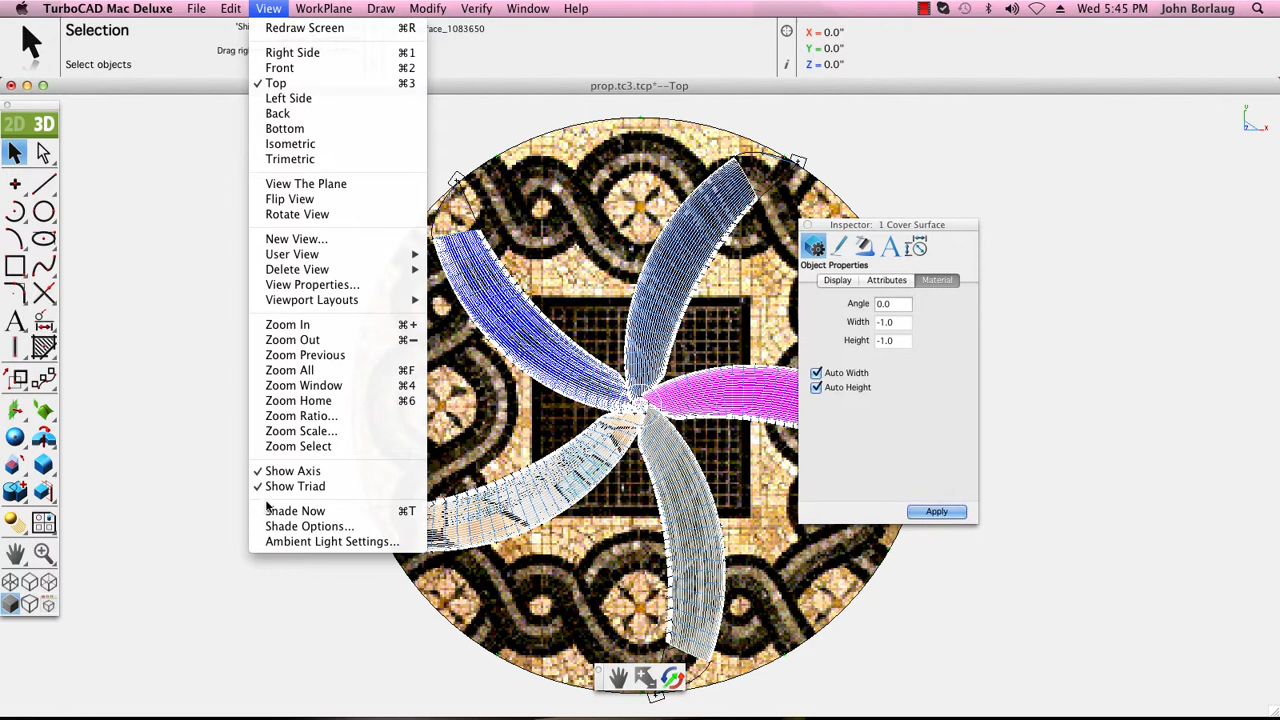 TurboCAD Mac Deluxe File Edit View WorkPlane Draw Modify Verify Window Help Wed 5:45 PM John Borlaug
Selection
Drag
Select objects
face_1083650
X = 0.0"
Y = 0.0"
Z = 0.0"
prop.tc3.tcp*--Top
2D 3D
Redraw Screen ⌘R
Right Side ⌘1
Front ⌘2
✓ Top ⌘3
Left Side
Back
Bottom
Isometric
Trimetric
View The Plane
Flip View
Rotate View
New View...
User View
Delete View
View Properties...
Viewport Layouts
Zoom In ⌘+
Zoom Out ⌘−
Zoom Previous
Zoom All ⌘F
Zoom Window ⌘4
Zoom Home ⌘6
Zoom Ratio...
Zoom Scale...
Zoom Select
✓ Show Axis
✓ Show Triad
Shade Now ⌘T
Shade Options...
Ambient Light Settings...
Inspector: 1 Cover Surface
Object Properties
Display Attributes Material
Angle 0.0
Width -1.0
Height -1.0
Auto Width
Auto Height
Apply
y
x